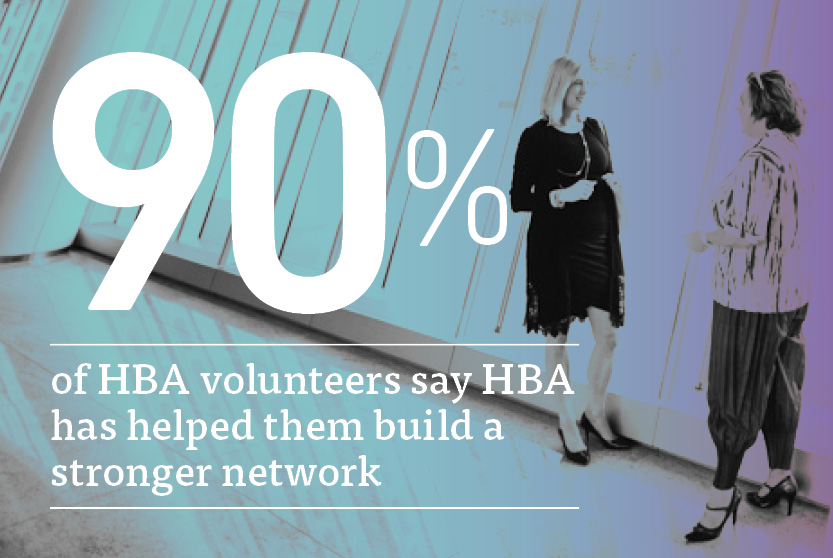 90%
of HBA volunteers say HBA
has helped them build a
stronger network